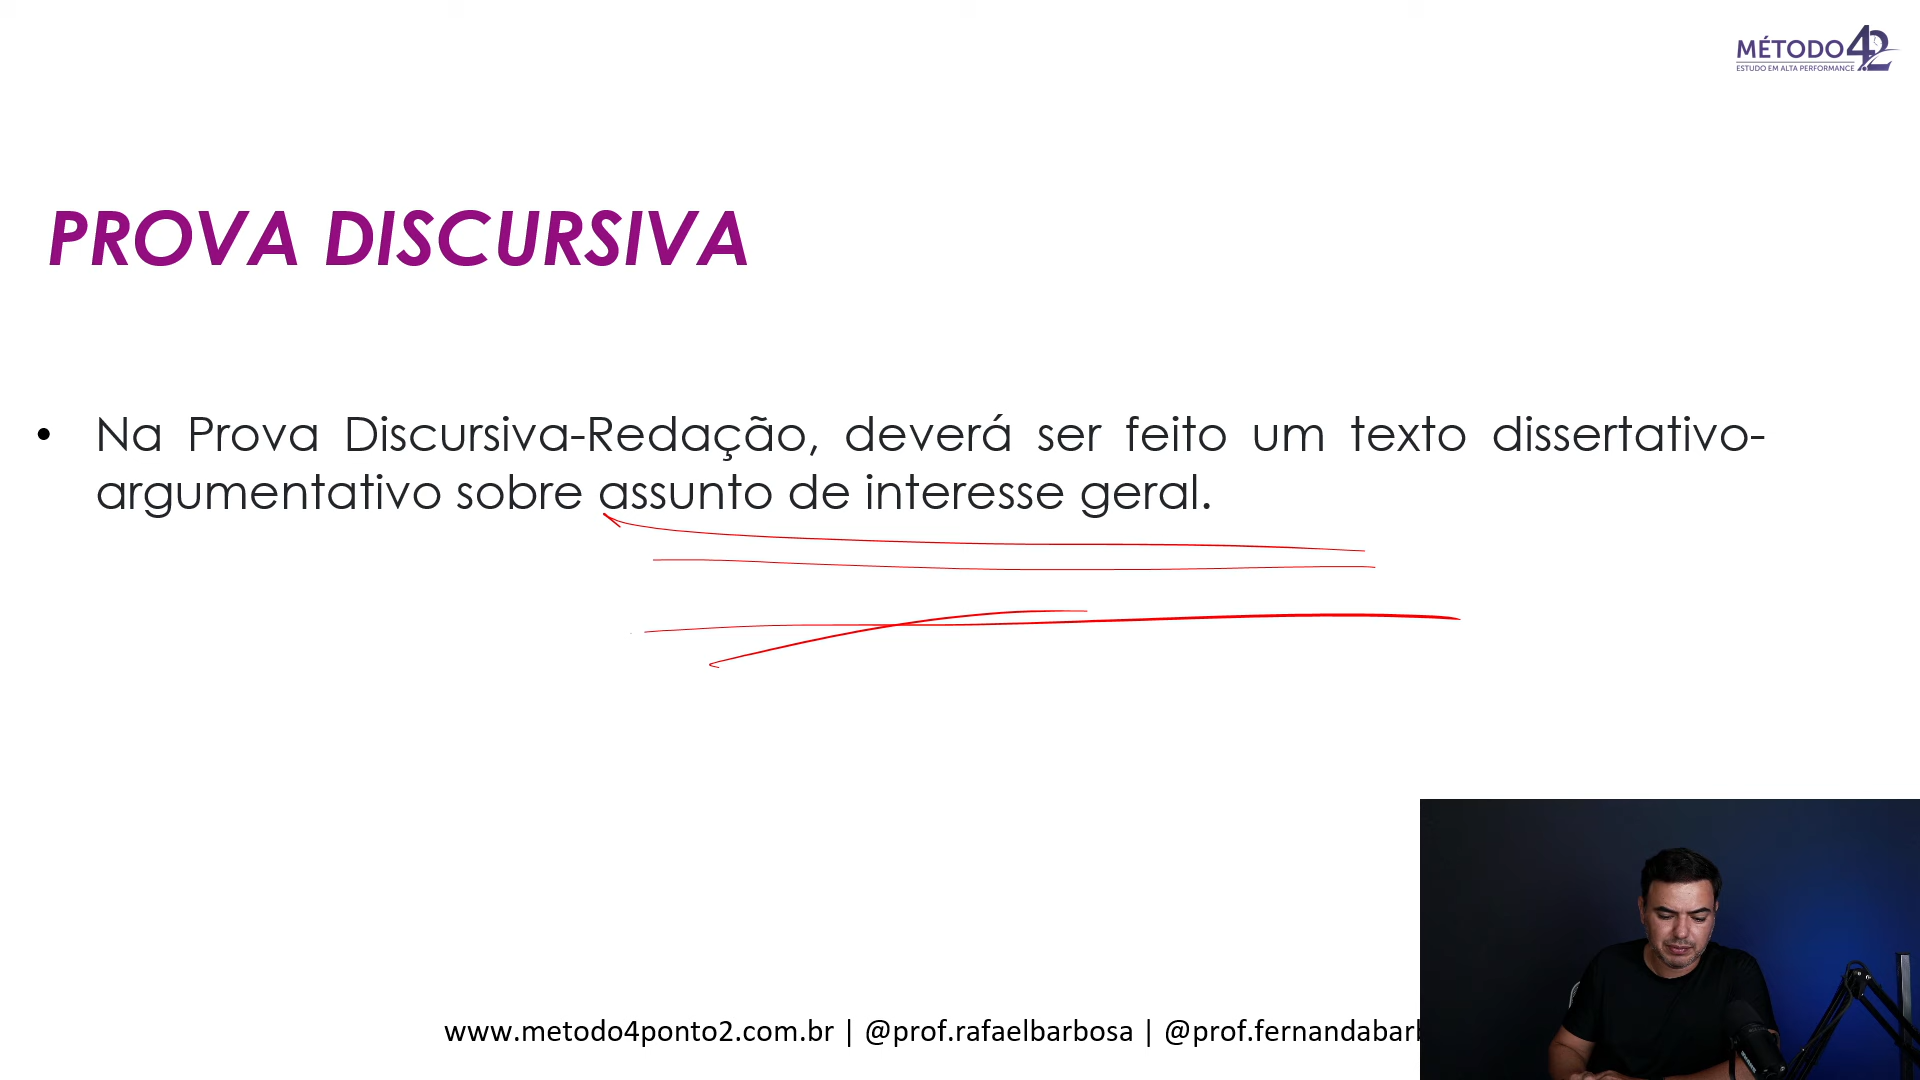 MÉTODO 4.2
ESTUDO EM ALTA PERFORMANCE
PROVA DISCURSIVA
• Na Prova Discursiva-Redação, deverá ser feito um texto dissertativo-
argumentativo sobre assunto de interesse geral.
www.metodo4ponto2.com.br | @prof.rafaelbarbosa | @prof.fernandabarb